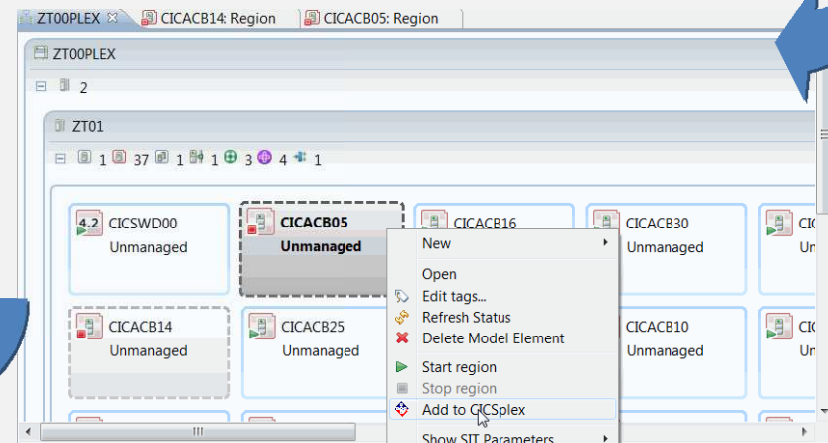 ZT00PLEX
CICACB14: Region
CICACB05: Region
ZT00PLEX
2
ZT01
1 37 1 1 3 4 1
4.2 CICSWD00
Unmanaged
CICACB05
Unmanaged
CICACB16
CICACB30
Unmanaged
CICACB14
Unmanaged
CICACB25
Unmanaged
CICACB10
Unmanaged
New
Open
Edit tags...
Refresh Status
Delete Model Element
Start region
Stop region
Add to CICSplex
Show SIT Parameters